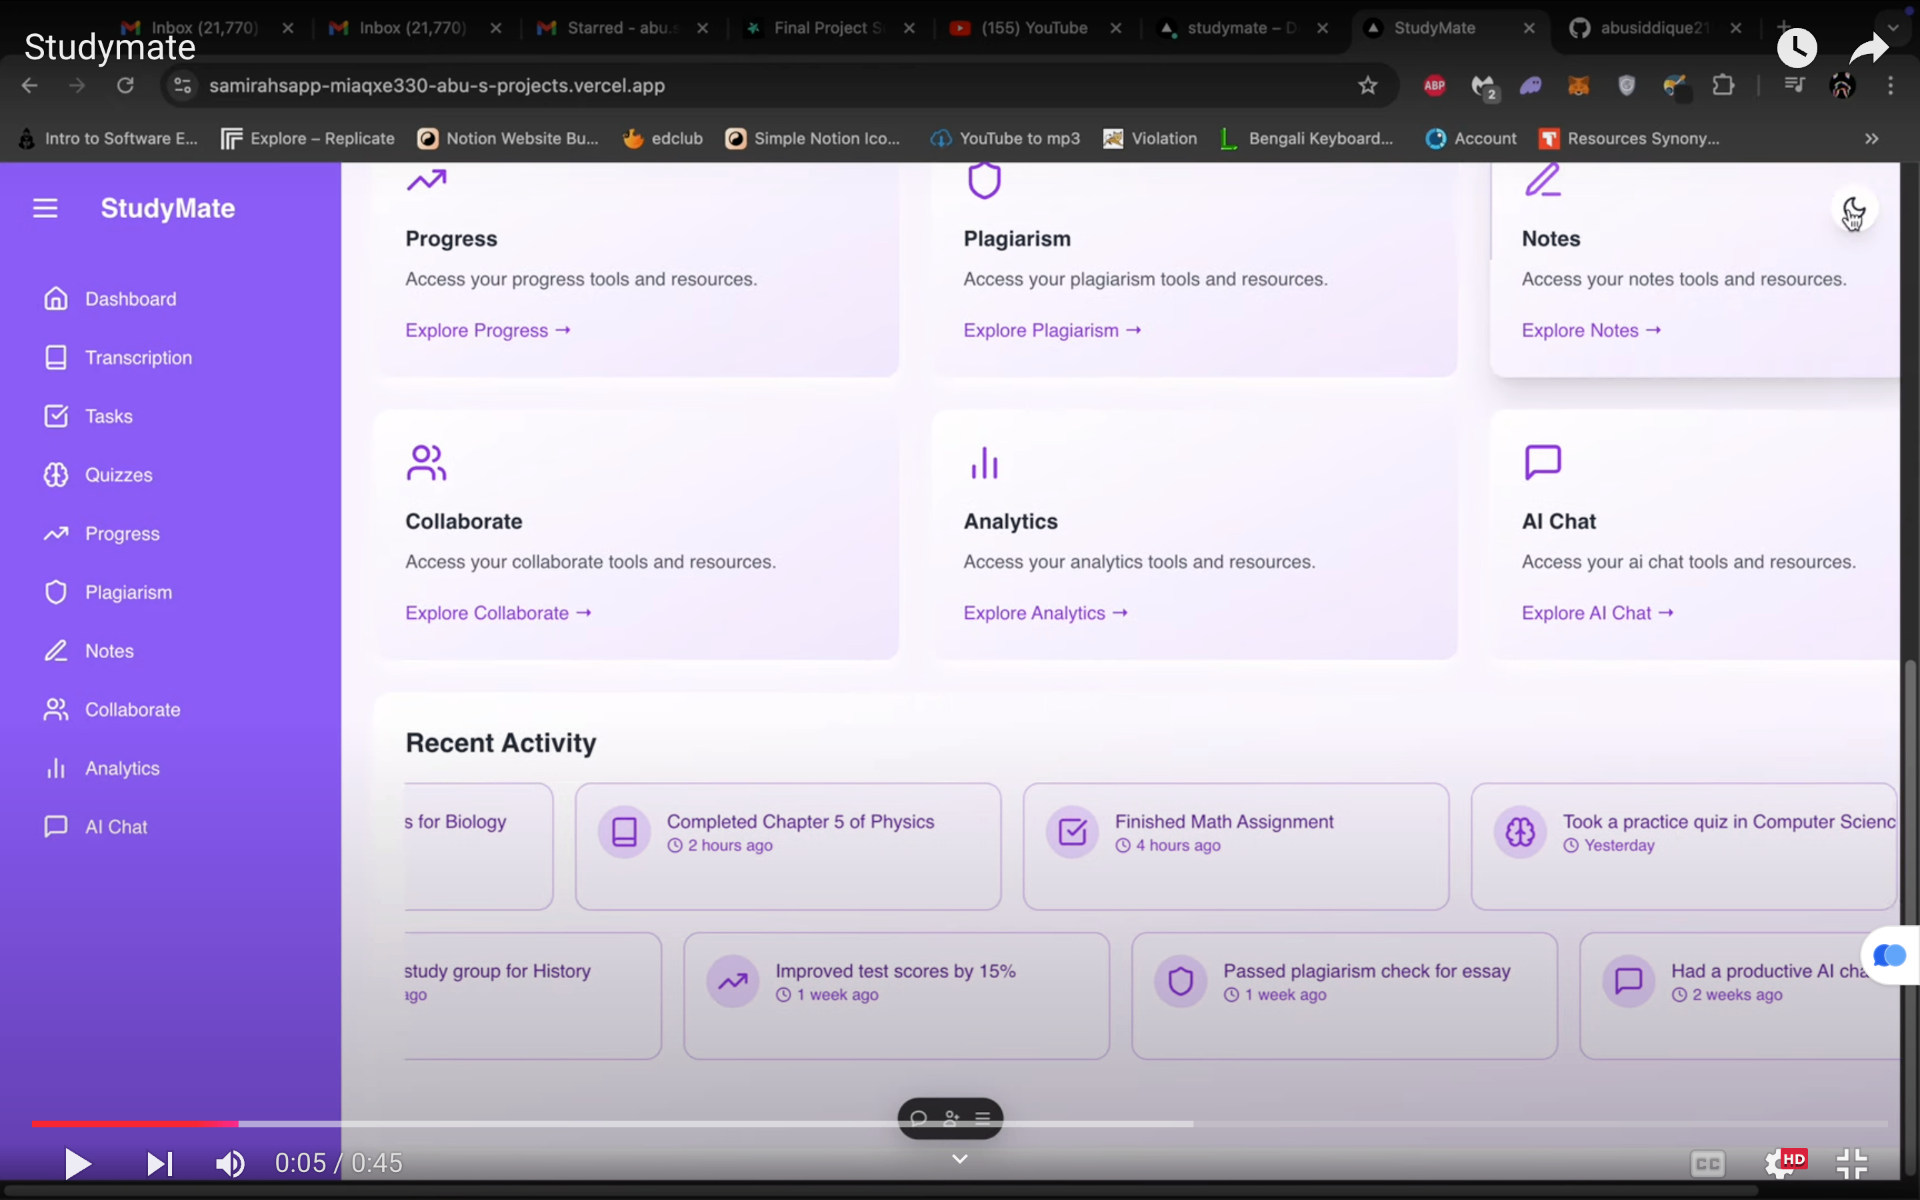 Inbox (21,770)
Inbox (21,770)
Starred - abu.s
Final Project S
(155) YouTube
studymate – D
StudyMate
abusiddique21
Studymate
samirahsapp-miaqxe330-abu-s-projects.vercel.app
ABP
2
Intro to Software E...
Explore – Replicate
Notion Website Bu...
edclub
Simple Notion Ico...
YouTube to mp3
Violation
Bengali Keyboard...
Account
Resources Synony...
StudyMate
Dashboard
Transcription
Tasks
Quizzes
Progress
Plagiarism
Notes
Collaborate
Analytics
AI Chat
Progress
Access your progress tools and resources.
Explore Progress →
Plagiarism
Access your plagiarism tools and resources.
Explore Plagiarism →
Notes
Access your notes tools and resources.
Explore Notes →
Collaborate
Access your collaborate tools and resources.
Explore Collaborate →
Analytics
Access your analytics tools and resources.
Explore Analytics →
AI Chat
Access your ai chat tools and resources.
Explore AI Chat →
Recent Activity
s for Biology
Completed Chapter 5 of Physics
2 hours ago
Finished Math Assignment
4 hours ago
Took a practice quiz in Computer Scienc
Yesterday
study group for History
ago
Improved test scores by 15%
1 week ago
Passed plagiarism check for essay
1 week ago
Had a productive AI cha
2 weeks ago
0:05 / 0:45
CC
HD